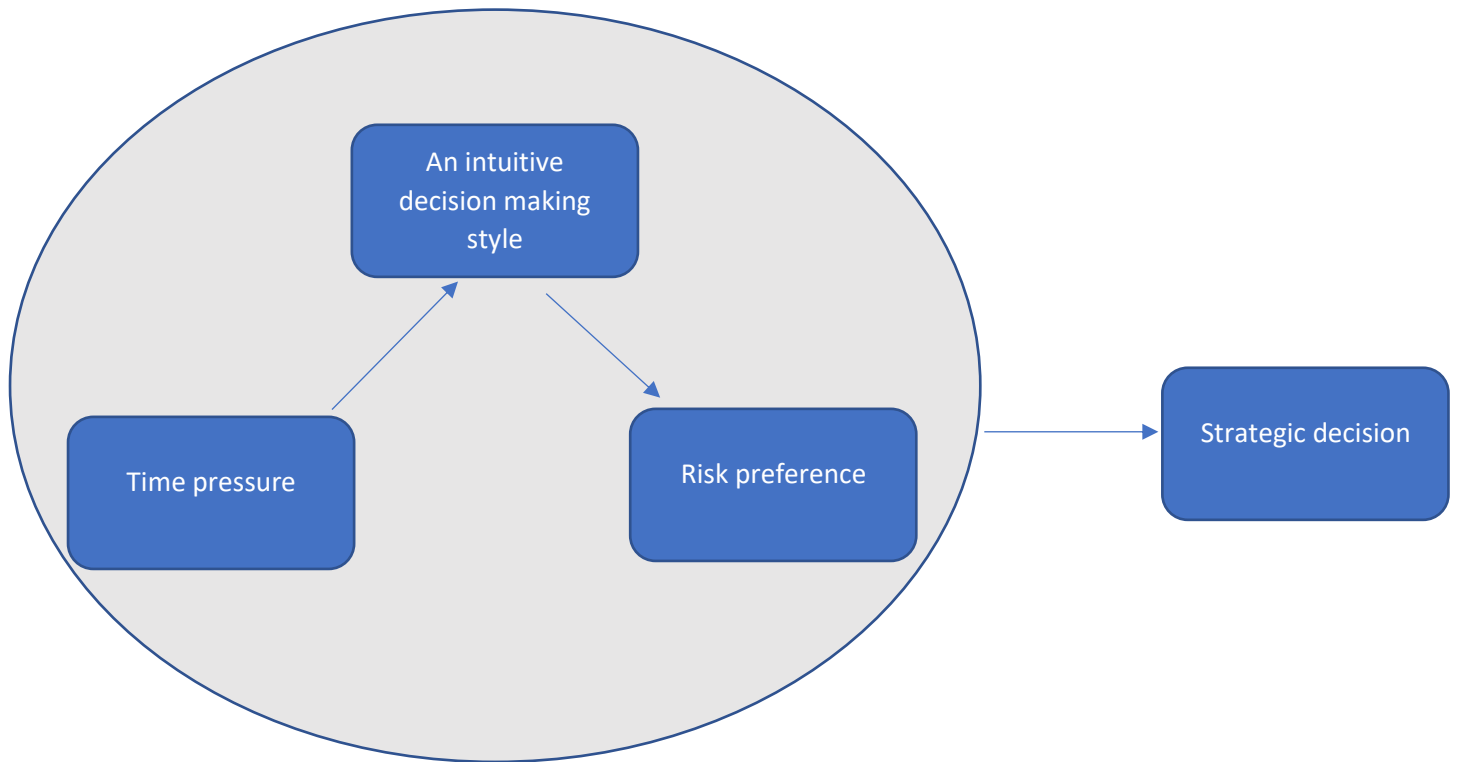 An intuitive
decision making
style
Time pressure
Risk preference
Strategic decision